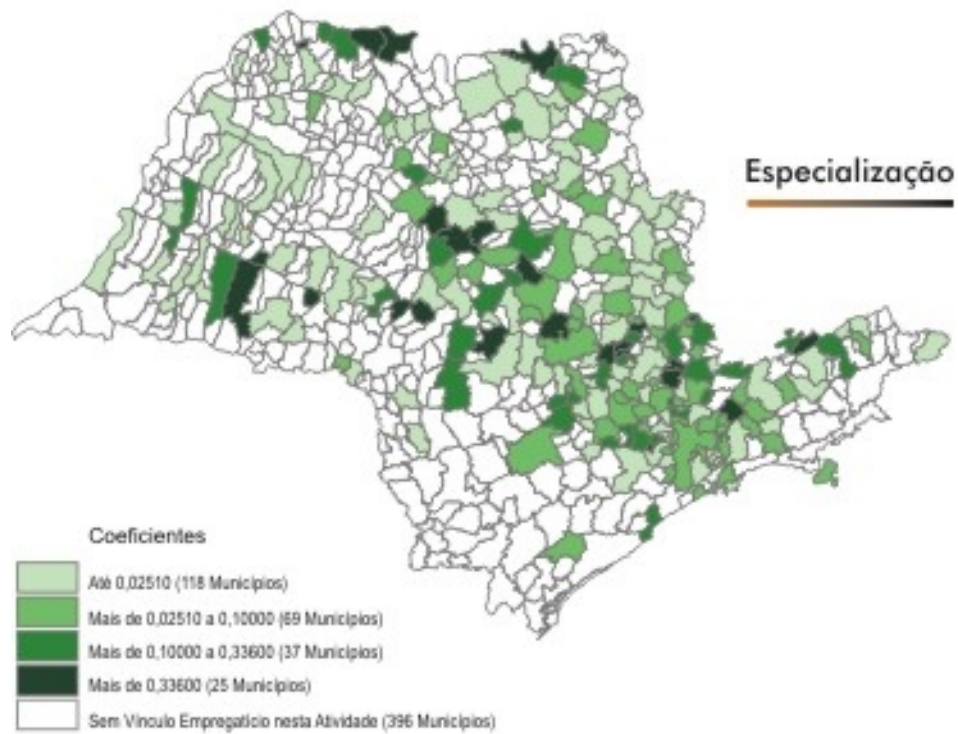 Especialização
Coeficientes
Até 0,02510 (118 Municípios)
Mais de 0,02510 a 0,10000 (69 Municípios)
Mais de 0,10000 a 0,33600 (37 Municípios)
Mais de 0,33600 (25 Municípios)
Sem Vínculo Empregatício nesta Atividade (396 Municípios)